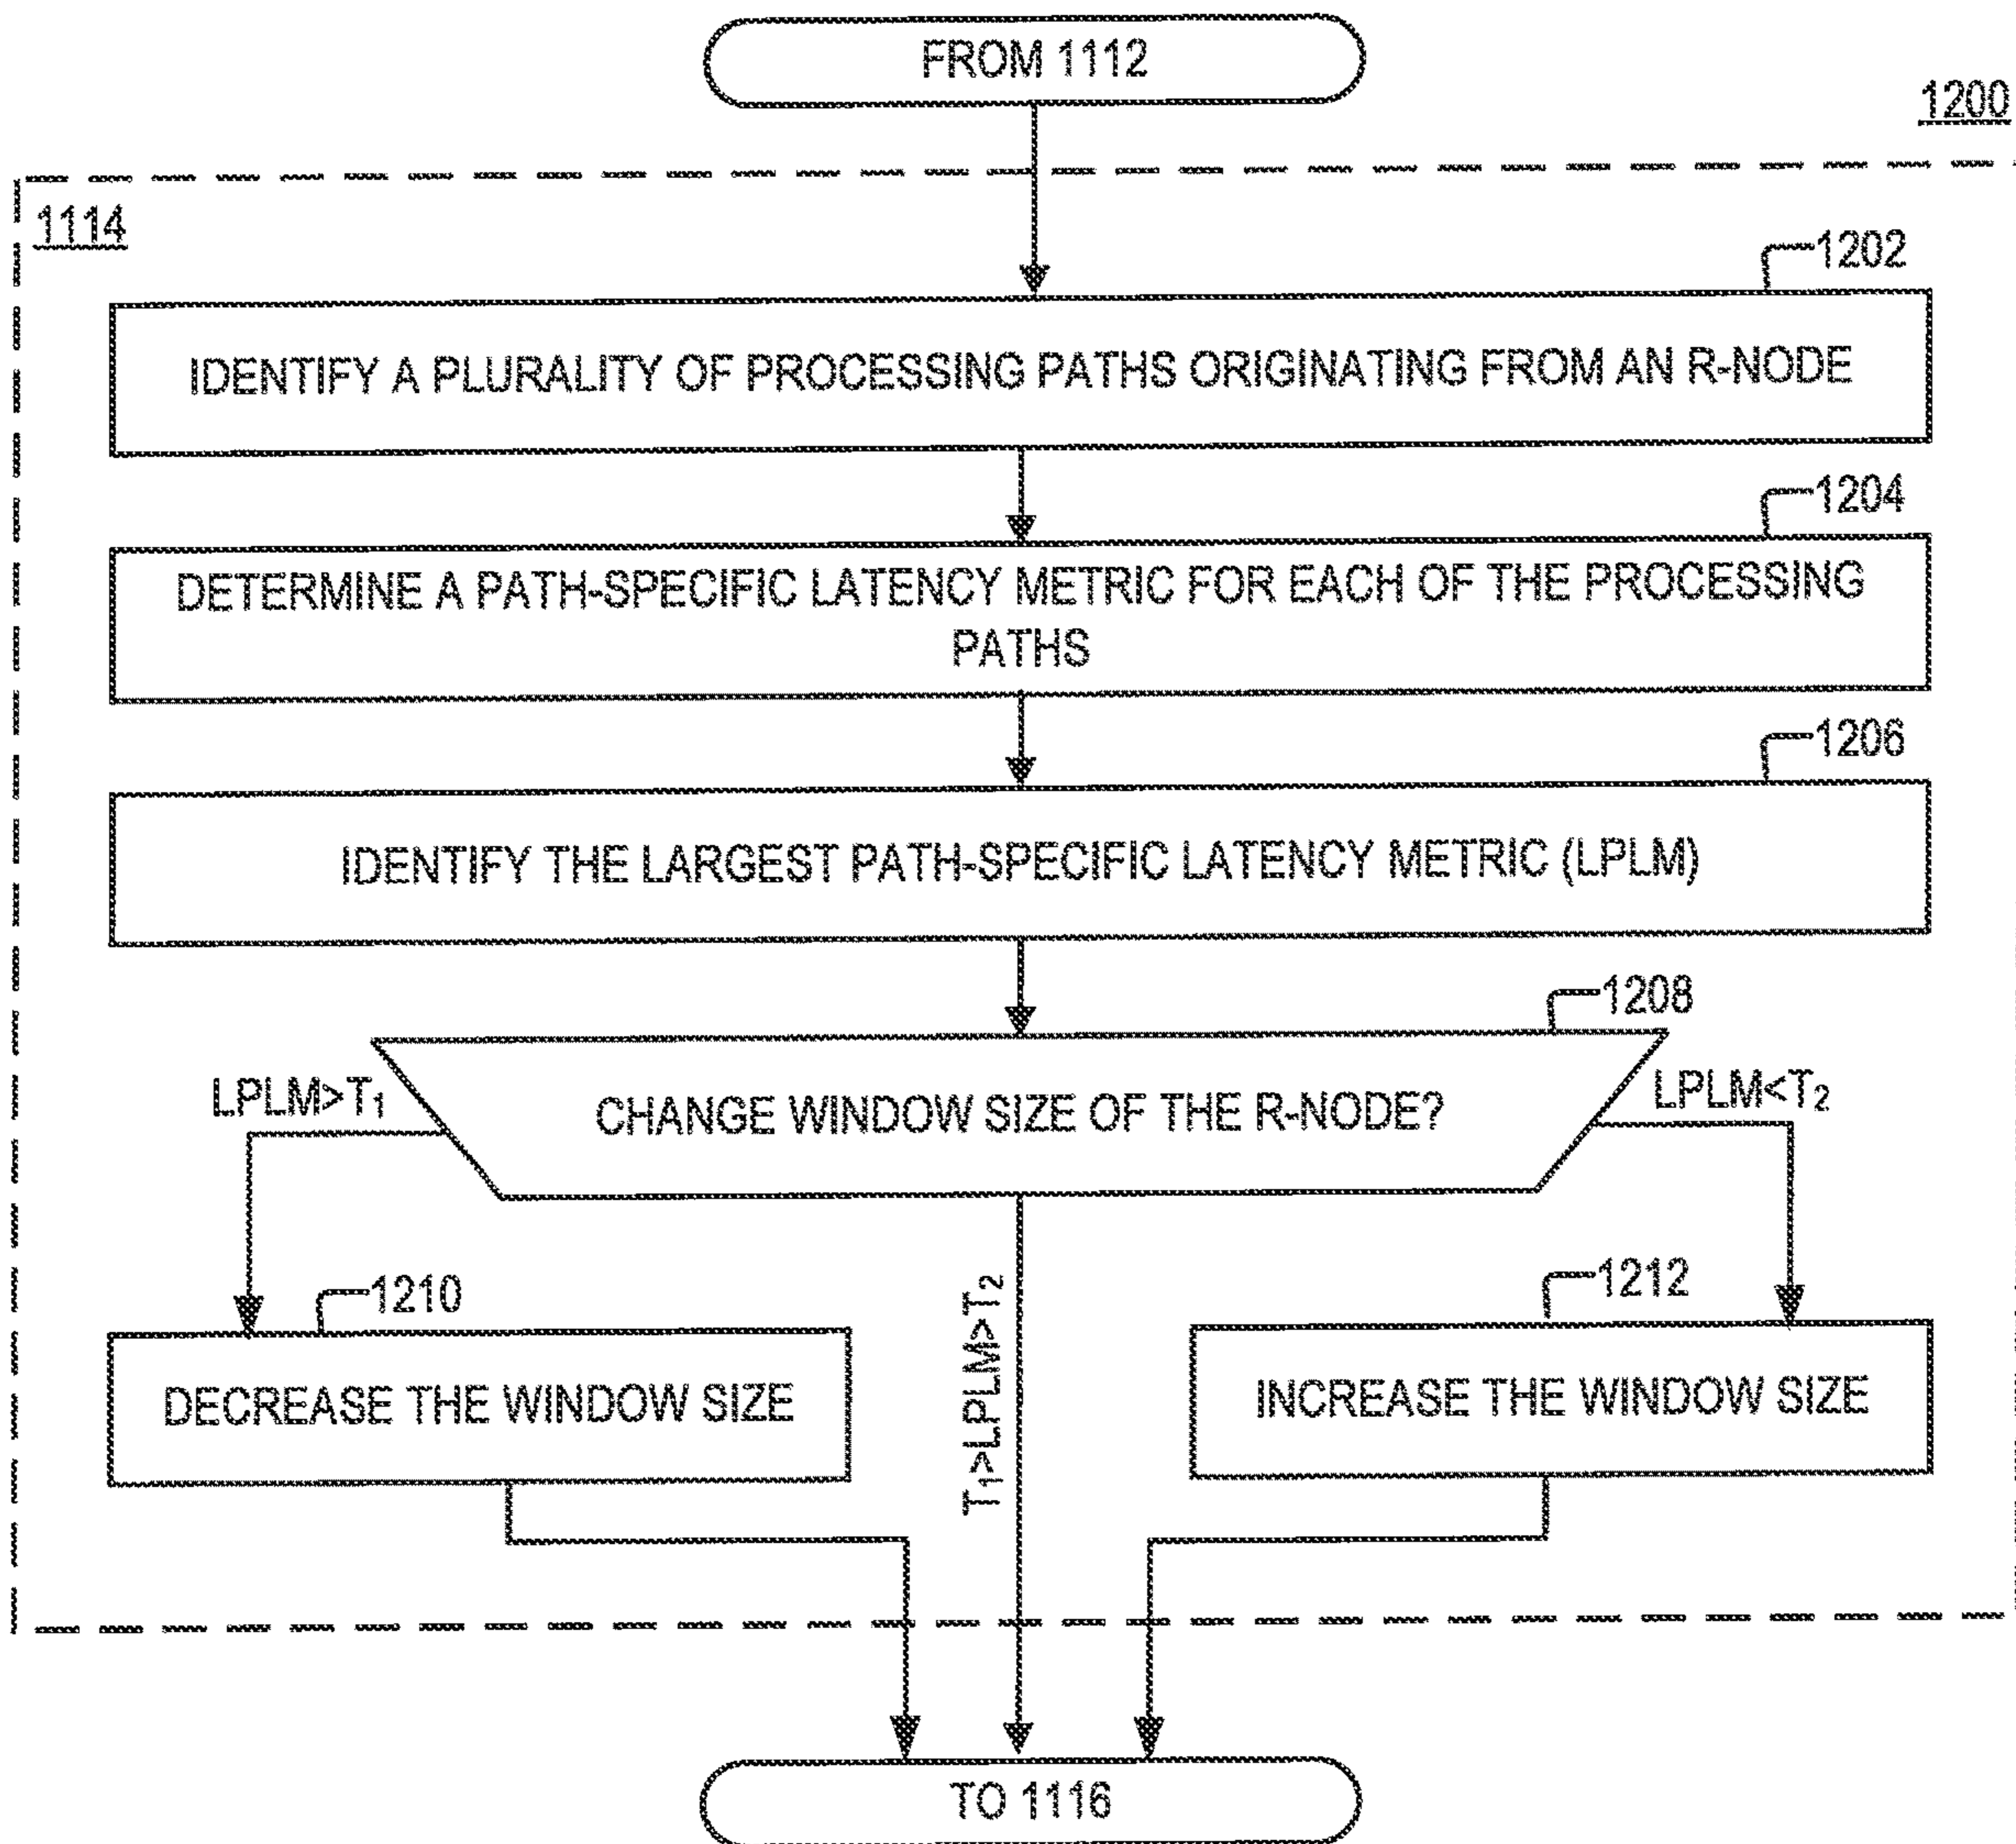 FROM 1112
1200
1114
1202
IDENTIFY A PLURALITY OF PROCESSING PATHS ORIGINATING FROM AN R-NODE
1204
DETERMINE A PATH-SPECIFIC LATENCY METRIC FOR EACH OF THE PROCESSING
PATHS
1206
IDENTIFY THE LARGEST PATH-SPECIFIC LATENCY METRIC (LPLM)
1208
LPLM>T₁
CHANGE WINDOW SIZE OF THE R-NODE?
LPLM<T₂
1210
T₁>LPLM>T₂
1212
DECREASE THE WINDOW SIZE
INCREASE THE WINDOW SIZE
TO 1116